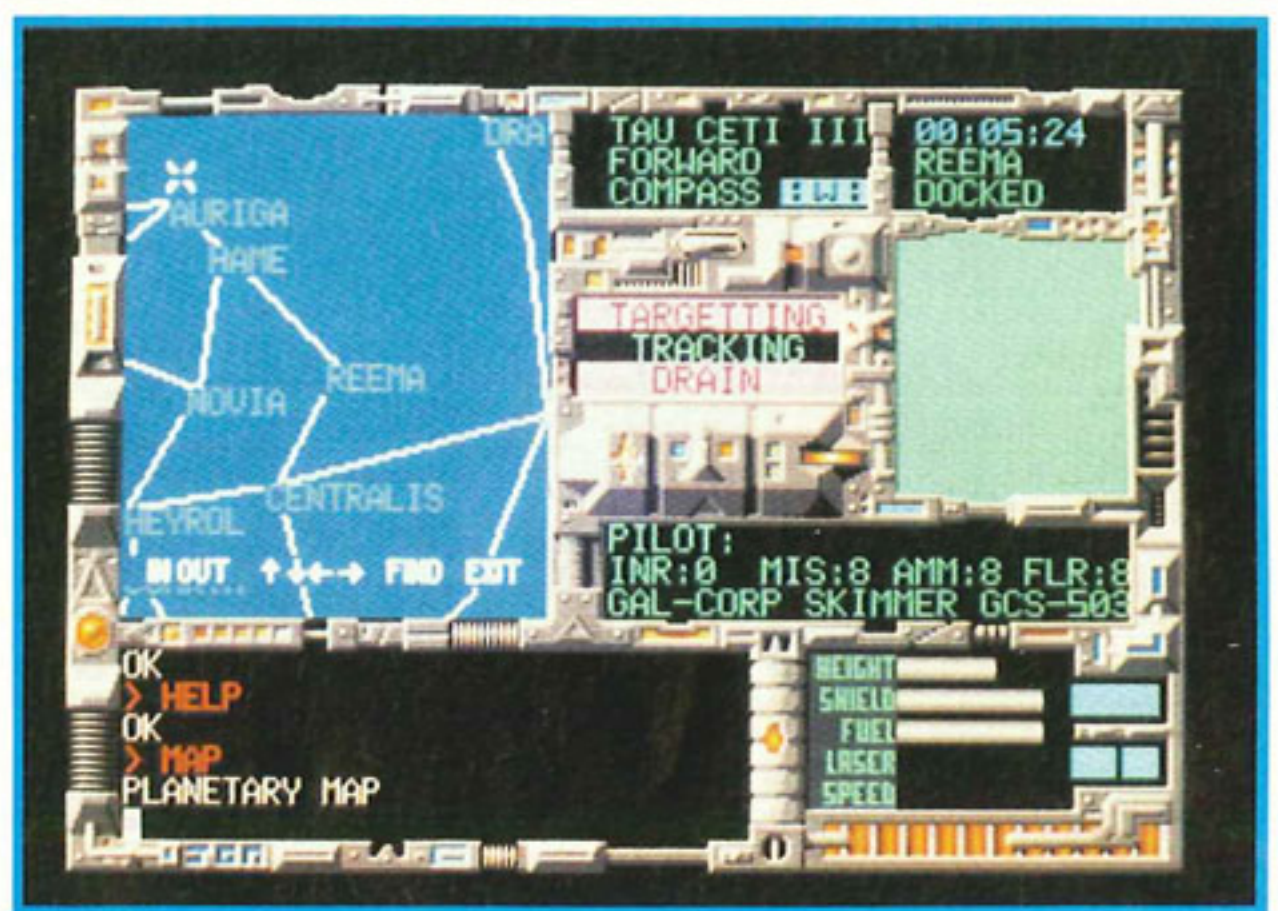 DRA
AURIGA
HAME
REEMA
NOVIA
CENTRALIS
HEYROL
IN OUT ↑↓←→ FIND EXIT
TAU CETI III
FORWARD
COMPASS :W:
00:05:24
REEMA
DOCKED
TARGETTING
TRACKING
DRAIN
PILOT:
INR:0 MIS:8 AMM:8 FLR:8
GAL-CORP SKIMMER GCS-503
OK
> HELP
OK
> MAP
PLANETARY MAP
HEIGHT
SHIELD
FUEL
LASER
SPEED